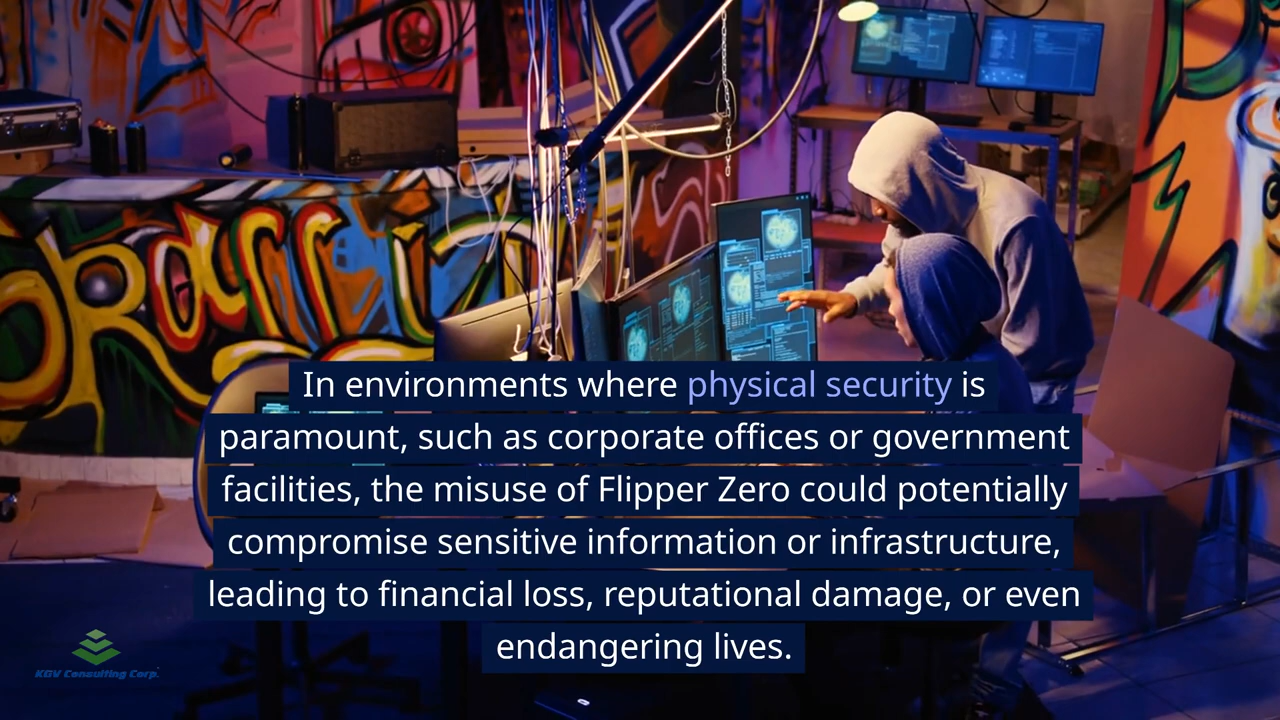 In environments where physical security is
paramount, such as corporate offices or government
facilities, the misuse of Flipper Zero could potentially
compromise sensitive information or infrastructure,
leading to financial loss, reputational damage, or even
endangering lives.
KGV Consulting Corp.